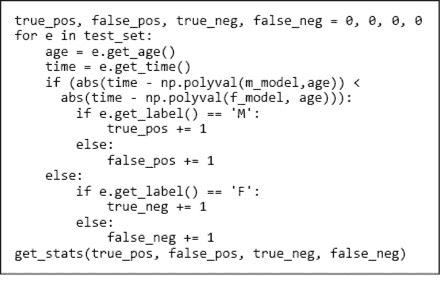 true_pos, false_pos, true_neg, false_neg = 0, 0, 0, 0
for e in test_set:
    age = e.get_age()
    time = e.get_time()
    if (abs(time - np.polyval(m_model,age)) <
      abs(time - np.polyval(f_model, age))):
        if e.get_label() == 'M':
            true_pos += 1
        else:
            false_pos += 1
    else:
        if e.get_label() == 'F':
            true_neg += 1
        else:
            false_neg += 1
get_stats(true_pos, false_pos, true_neg, false_neg)